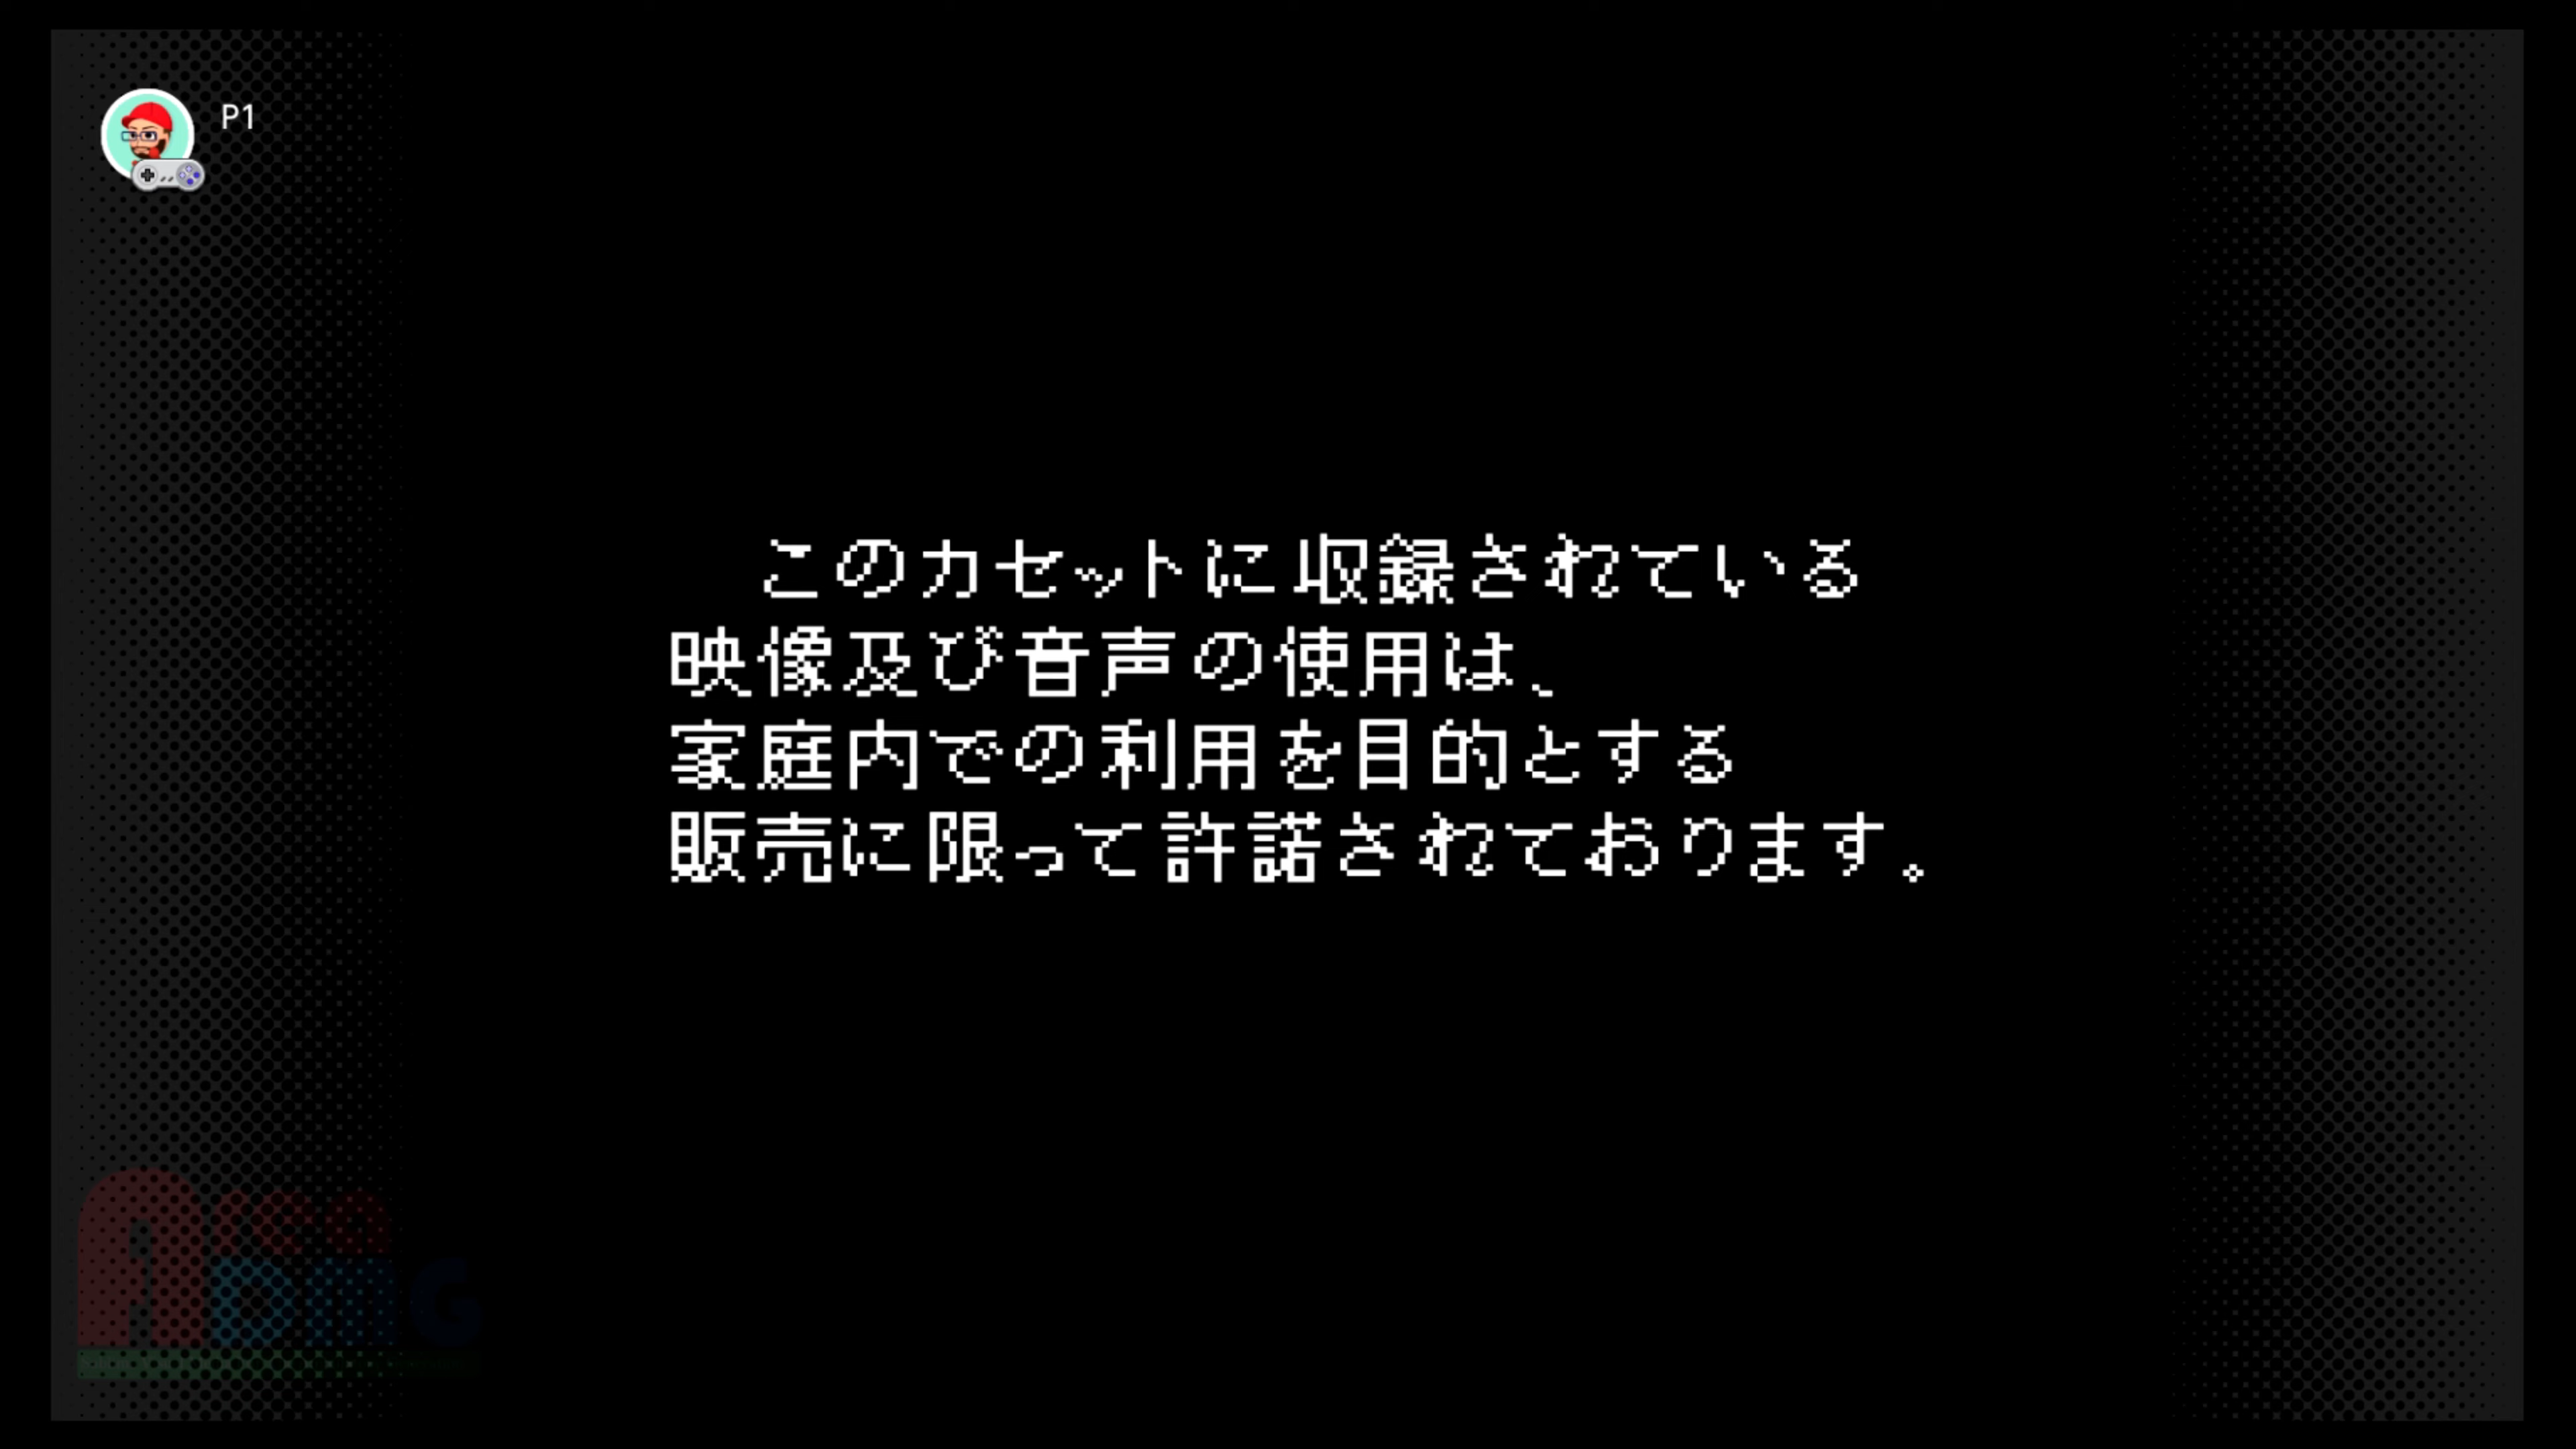 P1
このカセットに収録されている
映像及び音声の使用は、
家庭内での利用を目的とする
販売に限って許諾されております。
Area
DMG